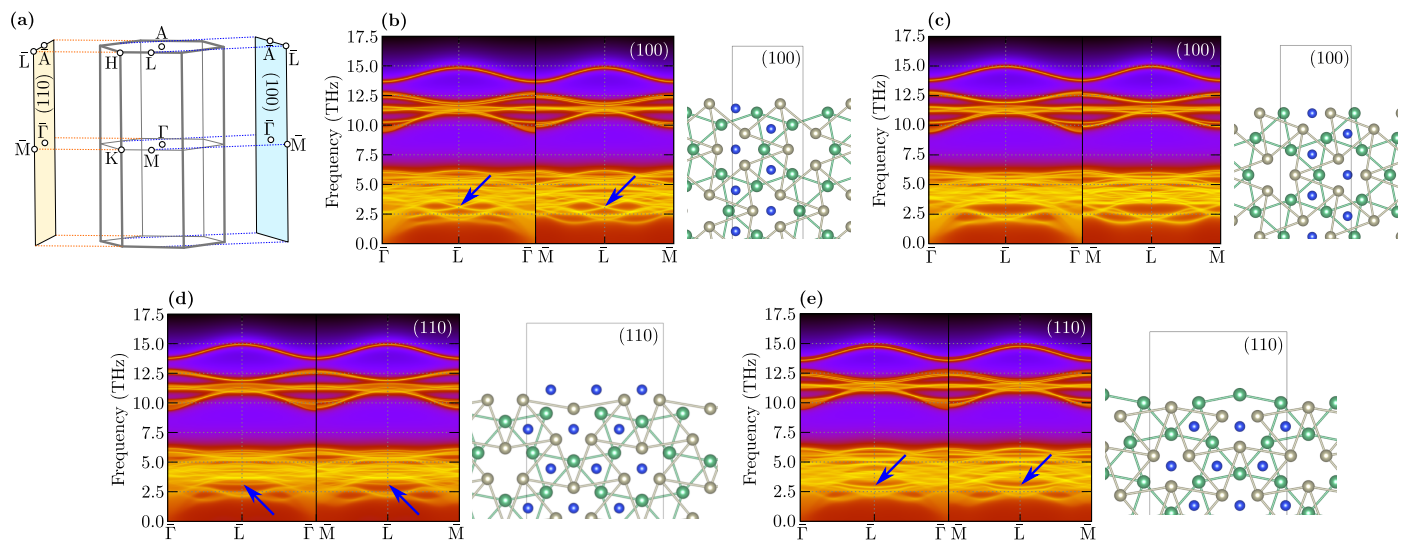 (a)
A
H
L
Γ
K
M
L̄
Ā
(110)
Γ̄
M̄
Ā
L̄
(100)
Γ̄
M̄
(b)
Frequency (THz)
17.5
15.0
12.5
10.0
7.5
5.0
2.5
0.0
(100)
Γ̄ L̄ Γ̄ M̄ L̄ M̄
(100)
(c)
Frequency (THz)
17.5
15.0
12.5
10.0
7.5
5.0
2.5
0.0
(100)
Γ̄ L̄ Γ̄ M̄ L̄ M̄
(100)
(d)
Frequency (THz)
17.5
15.0
12.5
10.0
7.5
5.0
2.5
0.0
(110)
Γ̄ L̄ Γ̄ M̄ L̄ M̄
(110)
(e)
Frequency (THz)
17.5
15.0
12.5
10.0
7.5
5.0
2.5
0.0
(110)
Γ̄ L̄ Γ̄ M̄ L̄ M̄
(110)